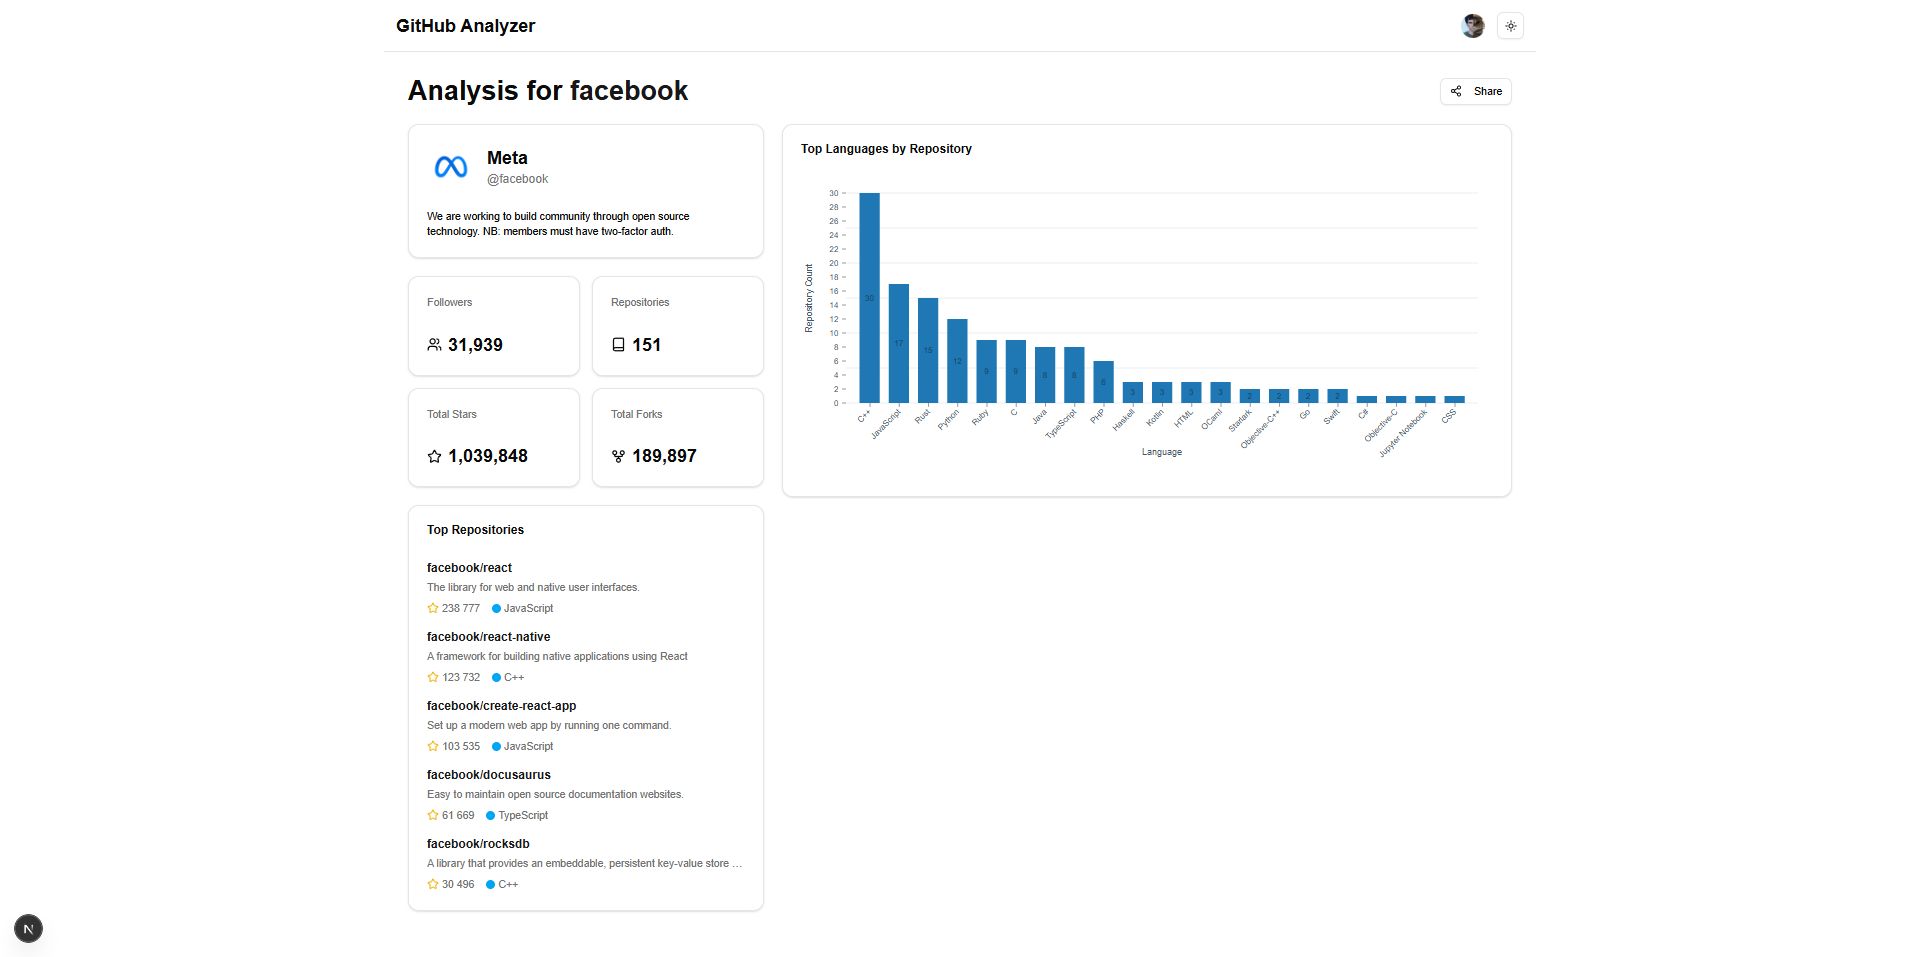 GitHub Analyzer
Analysis for facebook
Share
Meta
@facebook
We are working to build community through open source
technology. NB: members must have two-factor auth.
Followers
31,939
Repositories
151
Total Stars
1,039,848
Total Forks
189,897
Top Repositories
facebook/react
The library for web and native user interfaces.
238 777 JavaScript
facebook/react-native
A framework for building native applications using React
123 732 C++
facebook/create-react-app
Set up a modern web app by running one command.
103 535 JavaScript
facebook/docusaurus
Easy to maintain open source documentation websites.
61 669 TypeScript
facebook/rocksdb
A library that provides an embeddable, persistent key-value store …
30 496 C++
Top Languages by Repository
Repository Count
30
28
26
24
22
20
18
16
14
12
10
8
6
4
2
0
30 17 15 12 9 9 8 8 6 3 3 3 3 2 2 2 2
C++ JavaScript Rust Python Ruby C Java TypeScript PHP Haskell Kotlin HTML OCaml Starlark Objective-C++ Go Swift C# Objective-C Jupyter Notebook CSS
Language
N